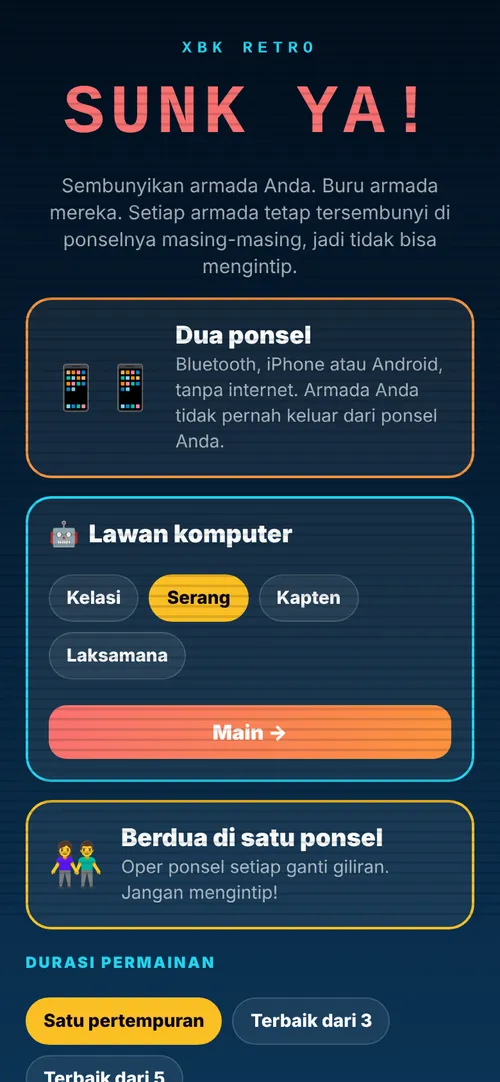 XBK RETRO
SUNK YA!
Sembunyikan armada Anda. Buru armada
mereka. Setiap armada tetap tersembunyi di
ponselnya masing-masing, jadi tidak bisa
mengintip.
Dua ponsel
Bluetooth, iPhone atau Android,
tanpa internet. Armada Anda
tidak pernah keluar dari ponsel
Anda.
Lawan komputer
Kelasi
Serang
Kapten
Laksamana
Main →
Berdua di satu ponsel
Oper ponsel setiap ganti giliran.
Jangan mengintip!
DURASI PERMAINAN
Satu pertempuran
Terbaik dari 3
Terbaik dari 5